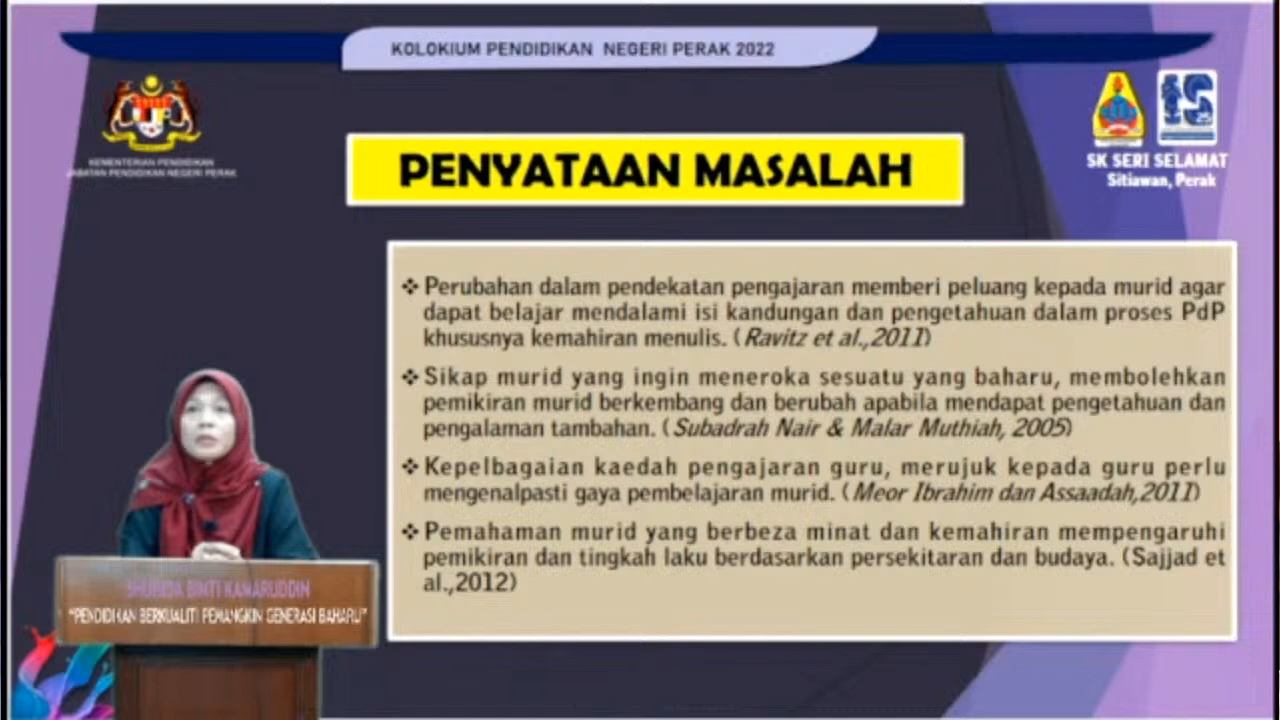 KOLOKIUM PENDIDIKAN NEGERI PERAK 2022
KEMENTERIAN PENDIDIKAN
JABATAN PENDIDIKAN NEGERI PERAK
SK SERI SELAMAT
Sitiawan, Perak
PENYATAAN MASALAH
❖ Perubahan dalam pendekatan pengajaran memberi peluang kepada murid agar
dapat belajar mendalami isi kandungan dan pengetahuan dalam proses PdP
khususnya kemahiran menulis. (Ravitz et al.,2011)
❖ Sikap murid yang ingin meneroka sesuatu yang baharu, membolehkan
pemikiran murid berkembang dan berubah apabila mendapat pengetahuan dan
pengalaman tambahan. (Subadrah Nair & Malar Muthiah, 2005)
❖ Kepelbagaian kaedah pengajaran guru, merujuk kepada guru perlu
mengenalpasti gaya pembelajaran murid. (Meor Ibrahim dan Assaadah,2011)
❖ Pemahaman murid yang berbeza minat dan kemahiran mempengaruhi
pemikiran dan tingkah laku berdasarkan persekitaran dan budaya. (Sajjad et
al.,2012)
BINTI KAMARUDDIN
"PENDIDIKAN BERKUALITI PEMANGKIN GENERASI BAHARU"